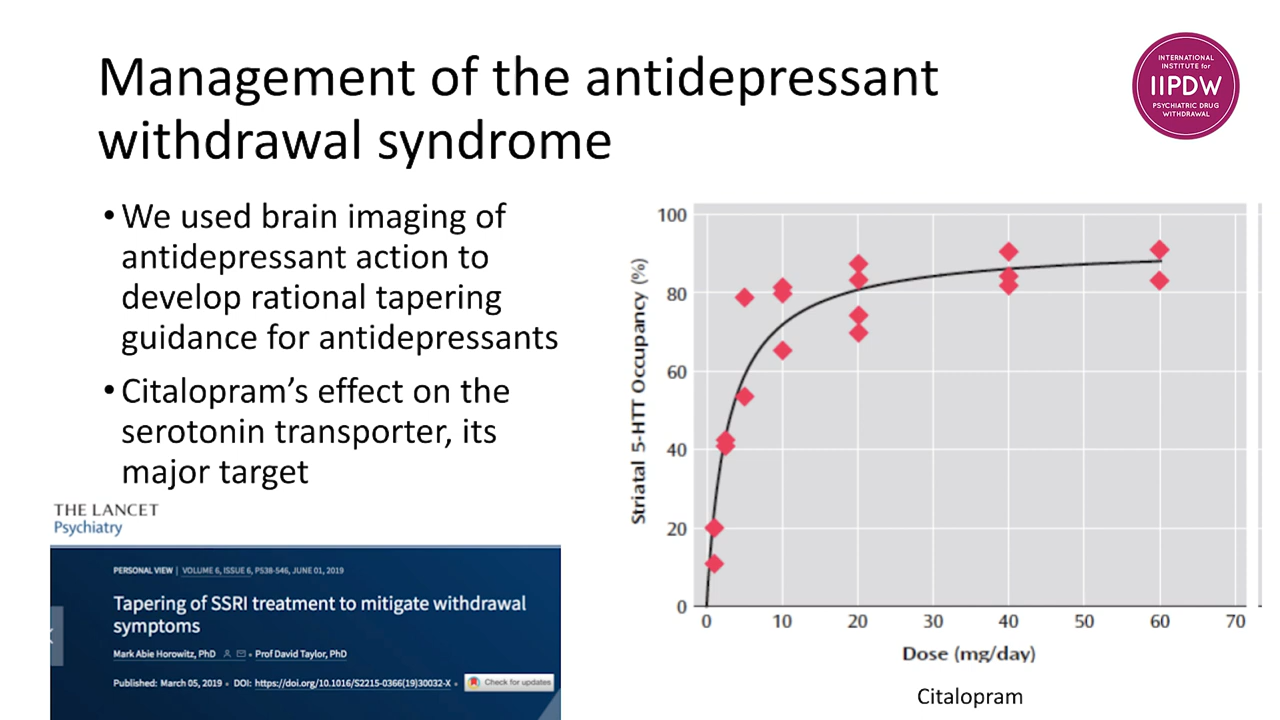 Management of the antidepressant
withdrawal syndrome
INTERNATIONAL
INSTITUTE for
IIPDW
PSYCHIATRIC DRUG
WITHDRAWAL
• We used brain imaging of
antidepressant action to
develop rational tapering
guidance for antidepressants
• Citalopram’s effect on the
serotonin transporter, its
major target
THE LANCET
Psychiatry
PERSONAL VIEW | VOLUME 6, ISSUE 6, P538-546, JUNE 01, 2019
Tapering of SSRI treatment to mitigate withdrawal
symptoms
Mark Abie Horowitz, PhD • Prof David Taylor, PhD
Published: March 05, 2019 • DOI: https://doi.org/10.1016/S2215-0366(19)30032-X •
Check for updates
Striatal 5-HTT Occupancy (%)
100
80
60
40
20
0
0 10 20 30 40 50 60 70
Dose (mg/day)
Citalopram